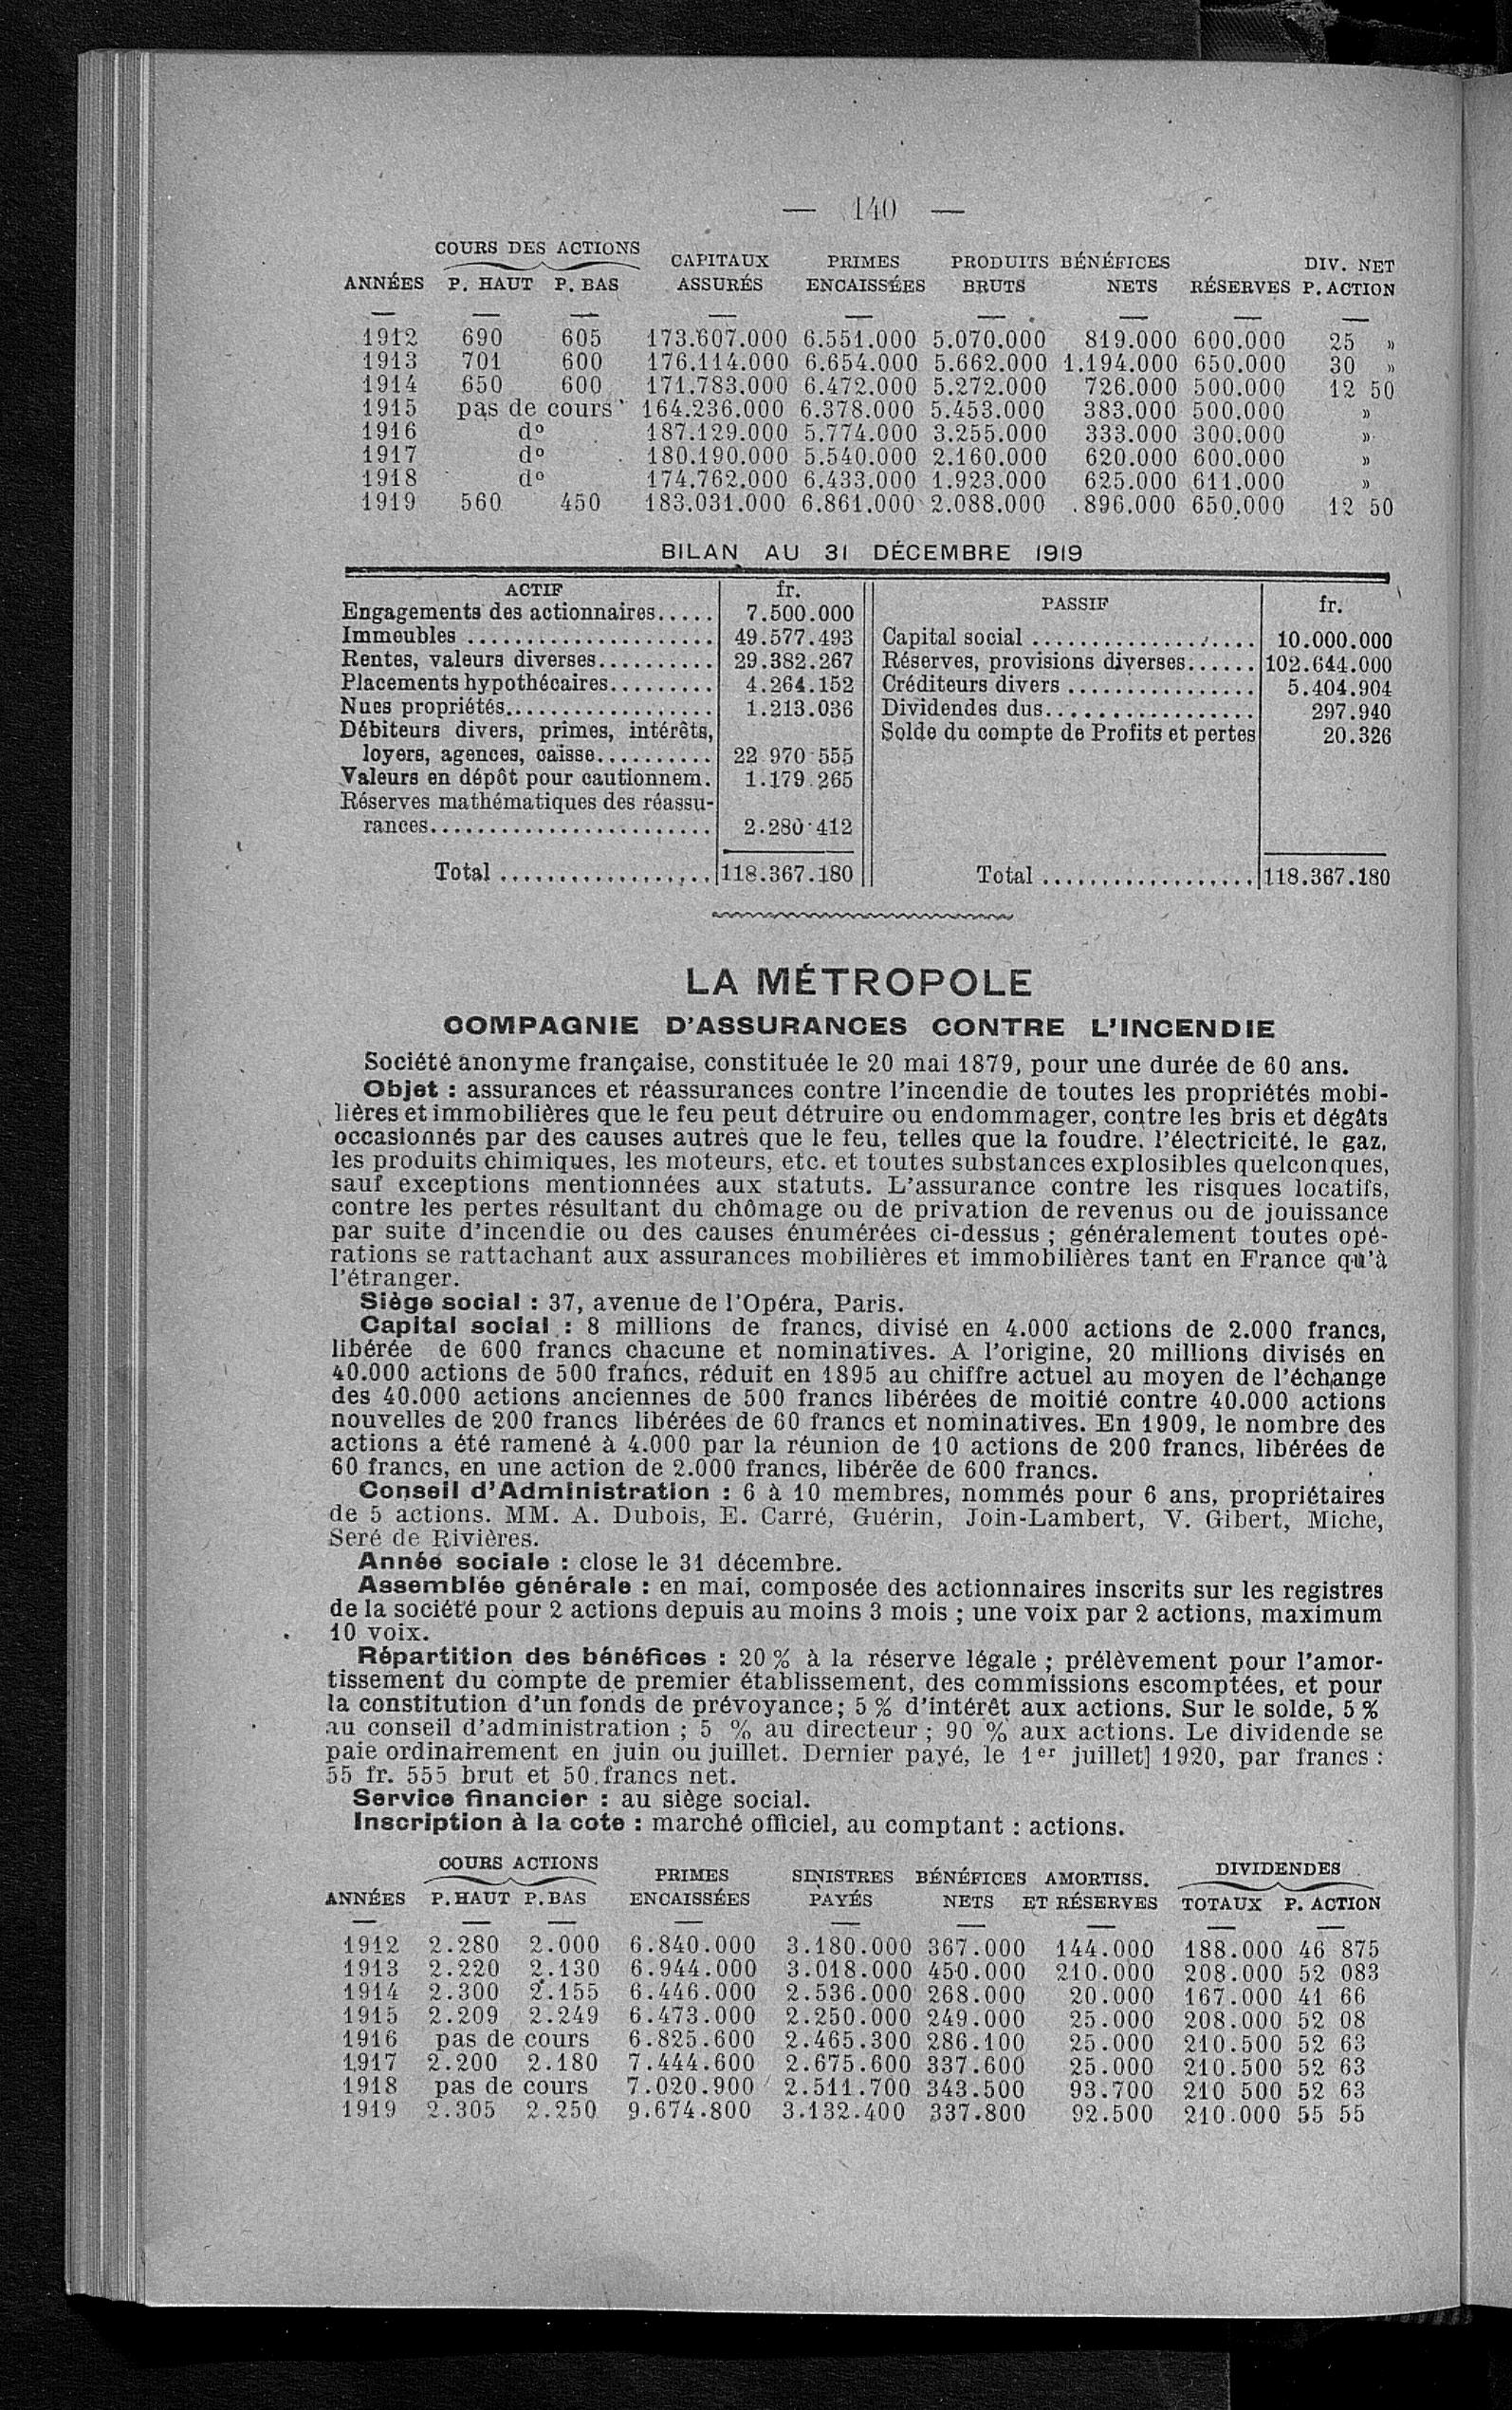 — 140 —
COURS DES ACTIONS CAPITAUX PRIMES PRODUITS BÉNÉFICES DIV. NET
ANNÉES P. HAUT P. BAS ASSURÉS ENCAISSÉES BRUTS NETS RÉSERVES P. ACTION
1912 690 605 173.607.000 6.551.000 5.070.000 819.000 600.000 25 »
1913 701 600 176.114.000 6.654.000 5.662.000 1.194.000 650.000 30 »
1914 650 600 171.783.000 6.472.000 5.272.000 726.000 500.000 12 50
1915 pas de cours 164.236.000 6.378.000 5.453.000 383.000 500.000 »
1916 do 187.129.000 5.774.000 3.255.000 333.000 300.000 »
1917 do 180.190.000 5.540.000 2.160.000 620.000 600.000 »
1918 do 174.762.000 6.433.000 1.923.000 625.000 611.000 »
1919 560 450 183.031.000 6.861.000 2.088.000 896.000 650.000 12 50
BILAN AU 31 DÉCEMBRE 1919
ACTIF fr.
Engagements des actionnaires..... 7.500.000
Immeubles ..................... 49.577.493
Rentes, valeurs diverses.......... 29.382.267
Placements hypothécaires......... 4.264.152
Nues propriétés.................. 1.213.036
Débiteurs divers, primes, intérêts,
loyers, agences, caisse.......... 22 970 555
Valeurs en dépôt pour cautionnem. 1.179.265
Réserves mathématiques des réassu-
rances........................ 2.280 412
Total .................. 118.367.180
PASSIF fr.
Capital social ................... 10.000.000
Réserves, provisions diverses...... 102.644.000
Créditeurs divers ................ 5.404.904
Dividendes dus.................. 297.940
Solde du compte de Profits et pertes 20.326
Total .................. 118.367.180
LA MÉTROPOLE
COMPAGNIE D'ASSURANCES CONTRE L'INCENDIE
Société anonyme française, constituée le 20 mai 1879, pour une durée de 60 ans.
Objet : assurances et réassurances contre l'incendie de toutes les propriétés mobi-
lières et immobilières que le feu peut détruire ou endommager, contre les bris et dégâts
occasionnés par des causes autres que le feu, telles que la foudre, l'électricité, le gaz,
les produits chimiques, les moteurs, etc. et toutes substances explosibles quelconques,
sauf exceptions mentionnées aux statuts. L'assurance contre les risques locatifs,
contre les pertes résultant du chômage ou de privation de revenus ou de jouissance
par suite d'incendie ou des causes énumérées ci-dessus ; généralement toutes opé-
rations se rattachant aux assurances mobilières et immobilières tant en France qu'à
l'étranger.
Siège social : 37, avenue de l'Opéra, Paris.
Capital social : 8 millions de francs, divisé en 4.000 actions de 2.000 francs,
libérée de 600 francs chacune et nominatives. A l'origine, 20 millions divisés en
40.000 actions de 500 francs, réduit en 1895 au chiffre actuel au moyen de l'échange
des 40.000 actions anciennes de 500 francs libérées de moitié contre 40.000 actions
nouvelles de 200 francs libérées de 60 francs et nominatives. En 1909, le nombre des
actions a été ramené à 4.000 par la réunion de 10 actions de 200 francs, libérées de
60 francs, en une action de 2.000 francs, libérée de 600 francs.
Conseil d'Administration : 6 à 10 membres, nommés pour 6 ans, propriétaires
de 5 actions. MM. A. Dubois, E. Carré, Guérin, Join-Lambert, V. Gibert, Miche,
Seré de Rivières.
Année sociale : close le 31 décembre.
Assemblée générale : en mai, composée des actionnaires inscrits sur les registres
de la société pour 2 actions depuis au moins 3 mois ; une voix par 2 actions, maximum
10 voix.
Répartition des bénéfices : 20 % à la réserve légale ; prélèvement pour l'amor-
tissement du compte de premier établissement, des commissions escomptées, et pour
la constitution d'un fonds de prévoyance; 5 % d'intérêt aux actions. Sur le solde, 5 %
au conseil d'administration ; 5 % au directeur ; 90 % aux actions. Le dividende se
paie ordinairement en juin ou juillet. Dernier payé, le 1er juillet] 1920, par francs :
55 fr. 555 brut et 50 francs net.
Service financier : au siège social.
Inscription à la cote : marché officiel, au comptant : actions.
COURS ACTIONS PRIMES SINISTRES BÉNÉFICES AMORTISS. DIVIDENDES
ANNÉES P. HAUT P. BAS ENCAISSÉES PAYÉS NETS ET RÉSERVES TOTAUX P. ACTION
1912 2.280 2.000 6.840.000 3.180.000 367.000 144.000 188.000 46 875
1913 2.220 2.130 6.944.000 3.018.000 450.000 210.000 208.000 52 083
1914 2.300 2.155 6.446.000 2.536.000 268.000 20.000 167.000 41 66
1915 2.209 2.249 6.473.000 2.250.000 249.000 25.000 208.000 52 08
1916 pas de cours 6.825.600 2.465.300 286.100 25.000 210.500 52 63
1917 2.200 2.180 7.444.600 2.675.600 337.600 25.000 210.500 52 63
1918 pas de cours 7.020.900 2.511.700 343.500 93.700 210 500 52 63
1919 2.305 2.250 9.674.800 3.132.400 337.800 92.500 210.000 55 55